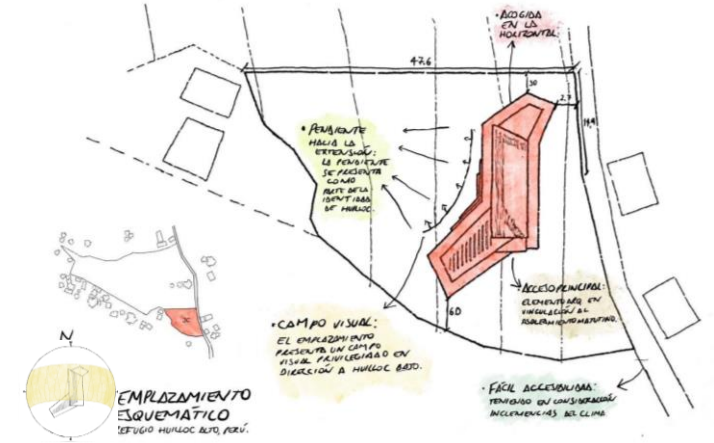 • ACOGIDA
EN LA
HORIZONTAL.
47.6
30
2.7
14.4
• PENDIENTE
HACIA LA
EXTENSIÓN:
LA PENDIENTE
SE PRESENTA
COMO
PARTE DE LA
IDENTIDAD
DE HUILLOC.
• ACCESO PRINCIPAL:
ELEMENTO ARQ EN
VINCULACIÓN AL
6.0
• CAMPO VISUAL:
EL EMPLAZAMIENTO
PRESENTA UN CAMPO
VISUAL PRIVILEGIADO EN
DIRECCIÓN A HUILLOC BAJO.
• FÁCIL ACCESIBILIDAD:
TENIENDO EN CONSIDERACIÓN
INCLEMENCIAS DEL CLIMA
N
EMPLAZAMIENTO
ESQUEMÁTICO
REFUGIO HUILLOC ALTO, PERÚ.